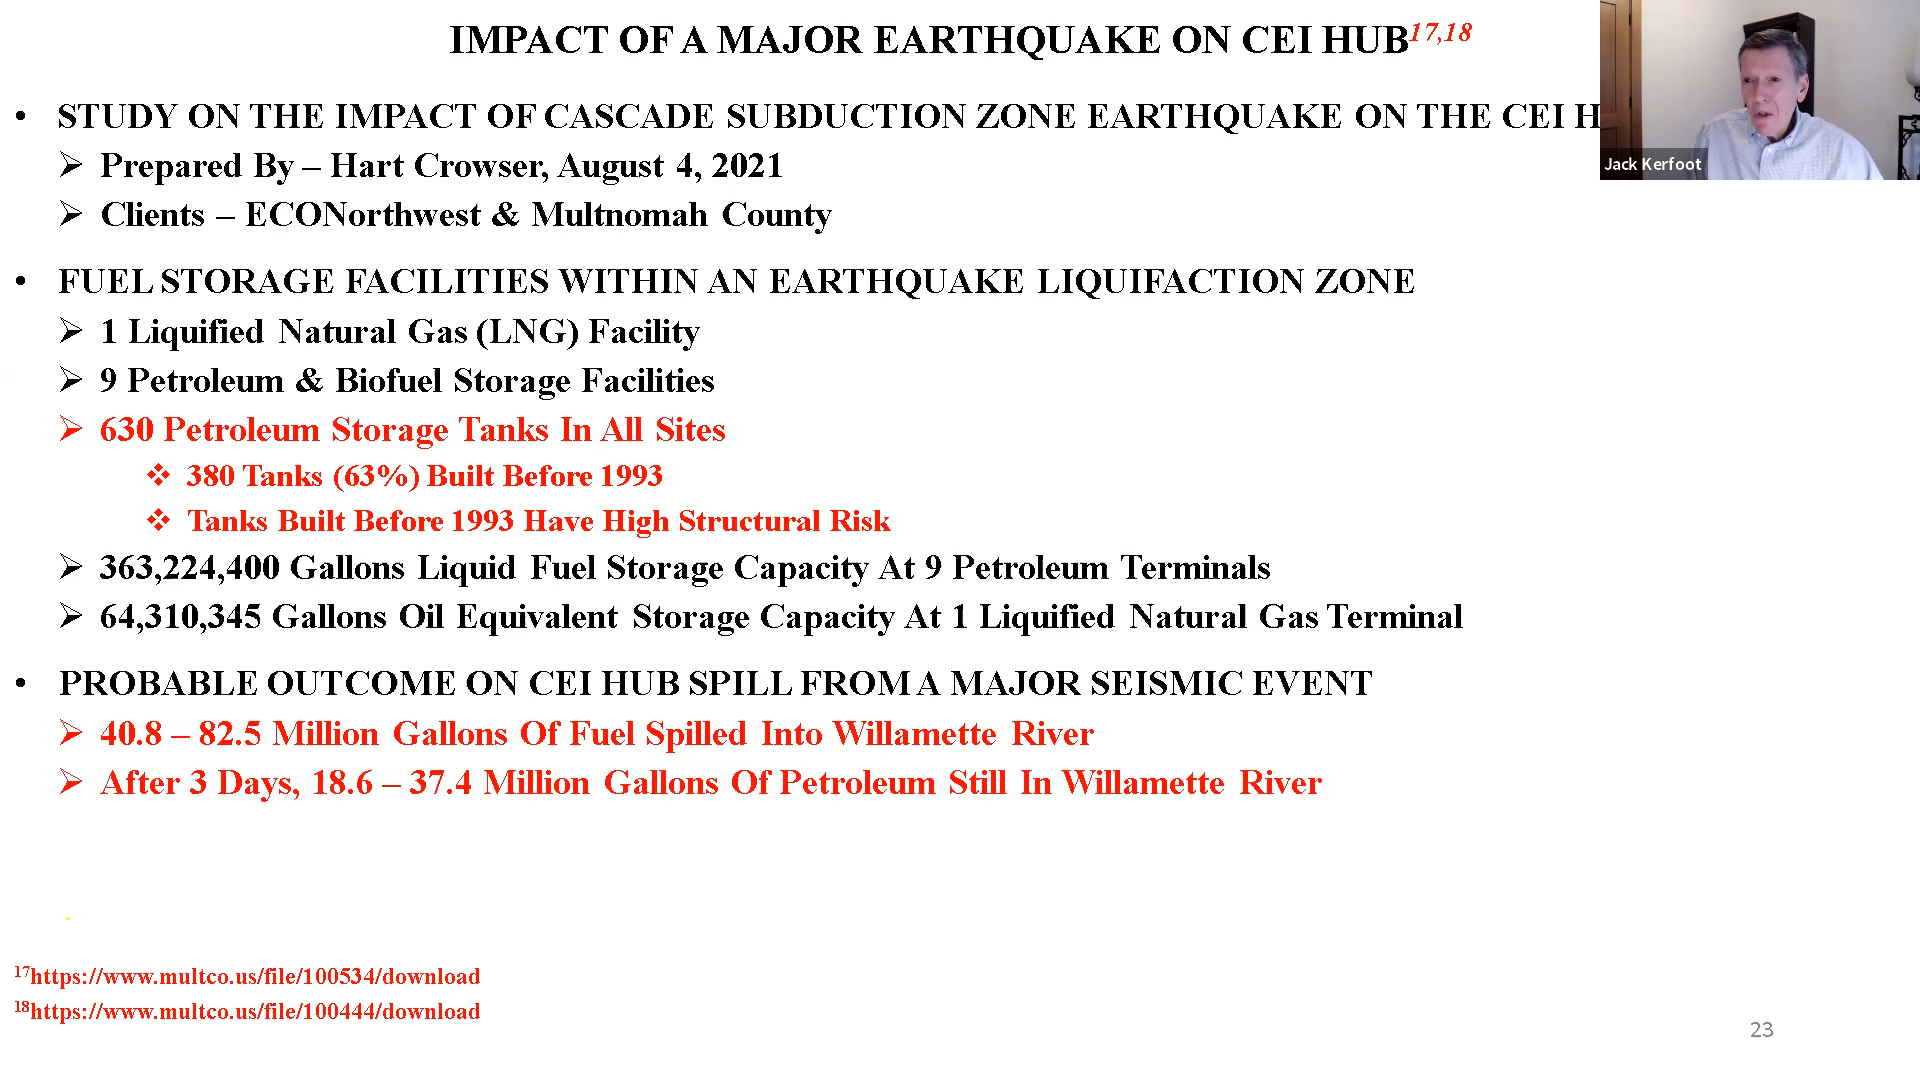 IMPACT OF A MAJOR EARTHQUAKE ON CEI HUB17,18
• STUDY ON THE IMPACT OF CASCADE SUBDUCTION ZONE EARTHQUAKE ON THE CEI H
➢ Prepared By – Hart Crowser, August 4, 2021
➢ Clients – ECONorthwest & Multnomah County
• FUEL STORAGE FACILITIES WITHIN AN EARTHQUAKE LIQUIFACTION ZONE
➢ 1 Liquified Natural Gas (LNG) Facility
➢ 9 Petroleum & Biofuel Storage Facilities
➢ 630 Petroleum Storage Tanks In All Sites
❖ 380 Tanks (63%) Built Before 1993
❖ Tanks Built Before 1993 Have High Structural Risk
➢ 363,224,400 Gallons Liquid Fuel Storage Capacity At 9 Petroleum Terminals
➢ 64,310,345 Gallons Oil Equivalent Storage Capacity At 1 Liquified Natural Gas Terminal
• PROBABLE OUTCOME ON CEI HUB SPILL FROM A MAJOR SEISMIC EVENT
➢ 40.8 – 82.5 Million Gallons Of Fuel Spilled Into Willamette River
➢ After 3 Days, 18.6 – 37.4 Million Gallons Of Petroleum Still In Willamette River
17https://www.multco.us/file/100534/download
18https://www.multco.us/file/100444/download
23
Jack Kerfoot